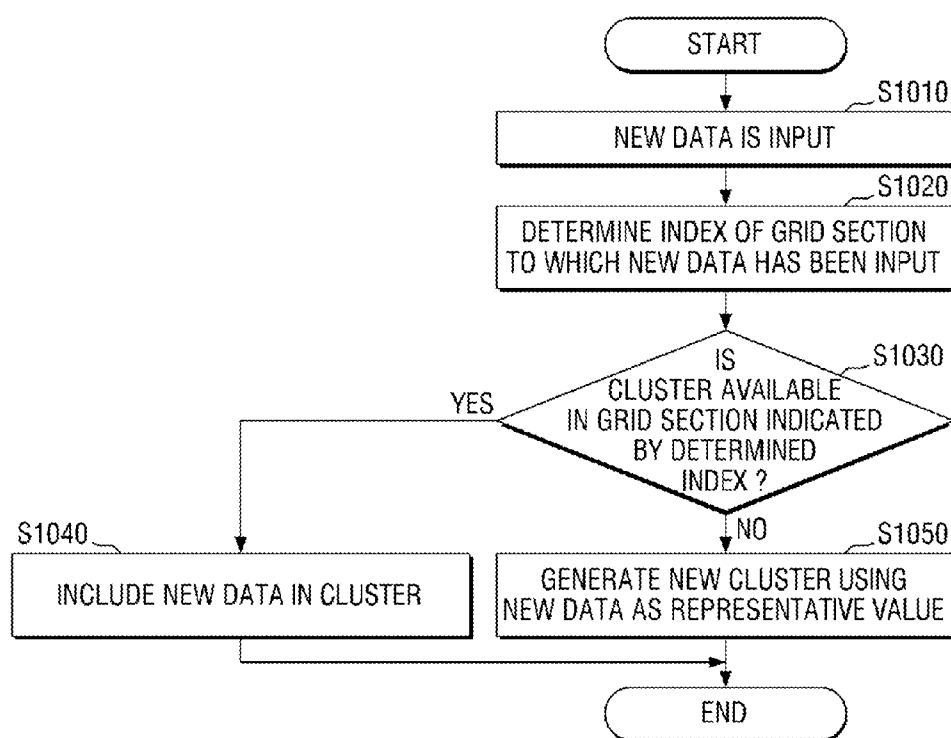 START
S1010
NEW DATA IS INPUT
S1020
DETERMINE INDEX OF GRID SECTION
TO WHICH NEW DATA HAS BEEN INPUT
S1030
IS
CLUSTER AVAILABLE
IN GRID SECTION INDICATED
BY DETERMINED
INDEX ?
YES
NO
S1040
INCLUDE NEW DATA IN CLUSTER
S1050
GENERATE NEW CLUSTER USING
NEW DATA AS REPRESENTATIVE VALUE
END